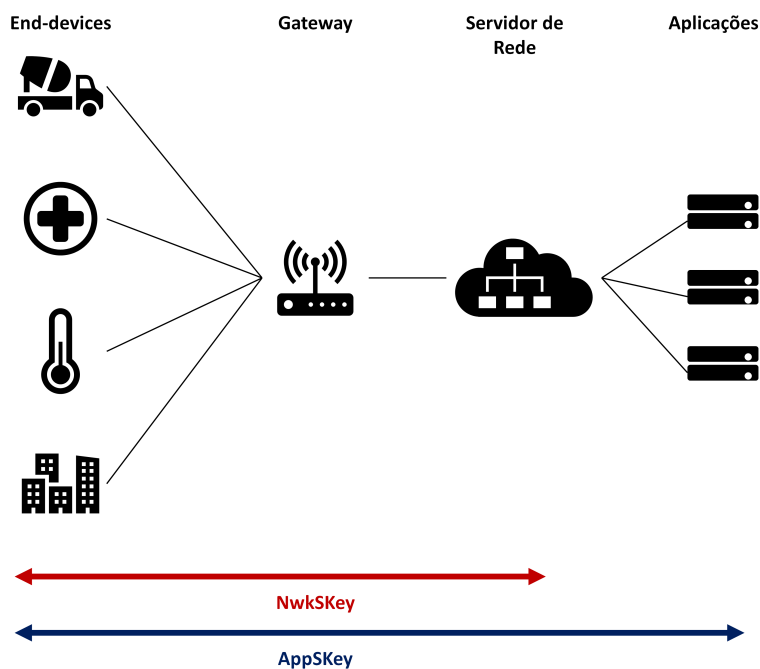 End-devices
Gateway
Servidor de
Rede
Aplicações
NwkSKey
AppSKey